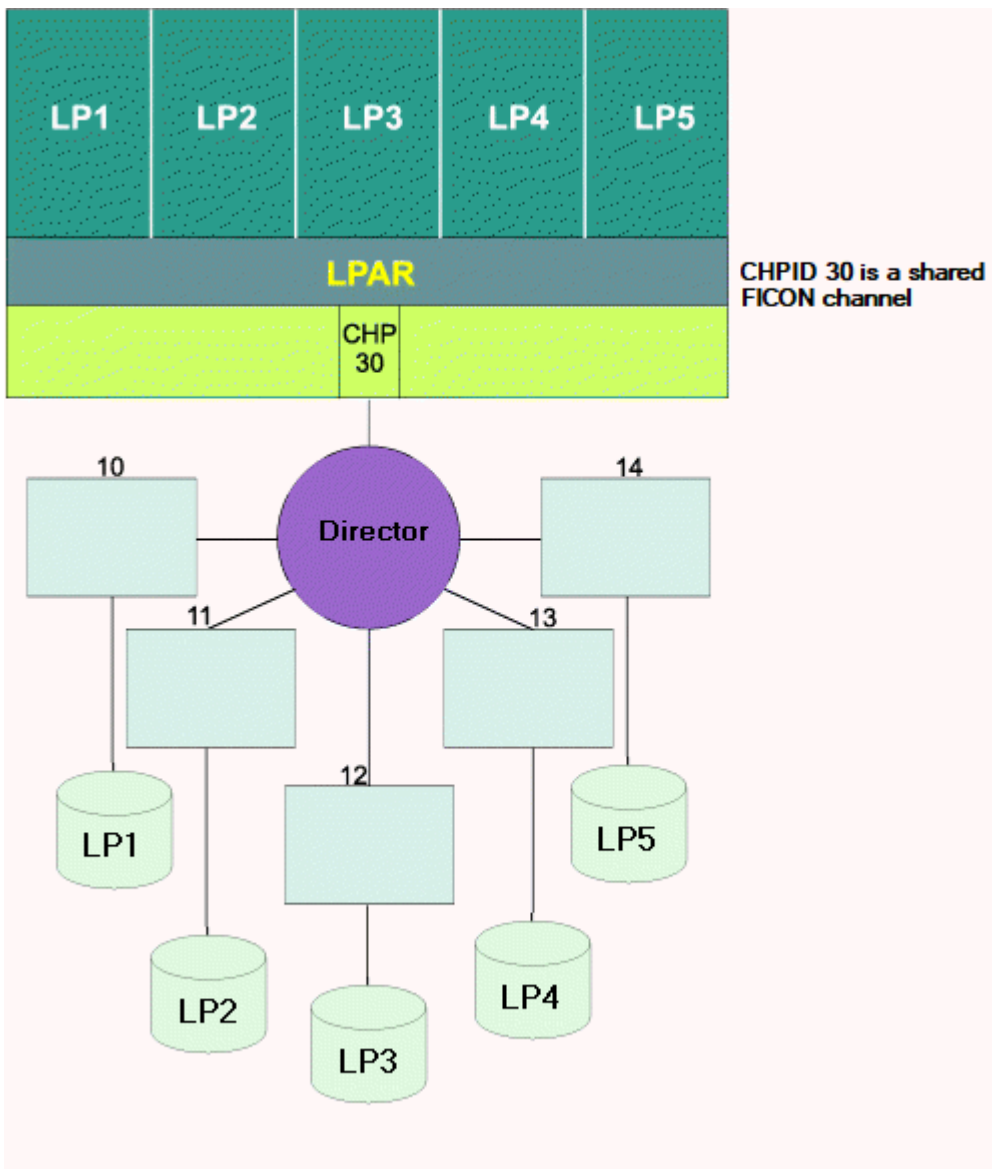 LP1 LP2 LP3 LP4 LP5
LPAR
CHPID 30 is a shared
FICON channel
CHP
30
10
14
Director
11
13
12
LP1
LP5
LP2
LP4
LP3